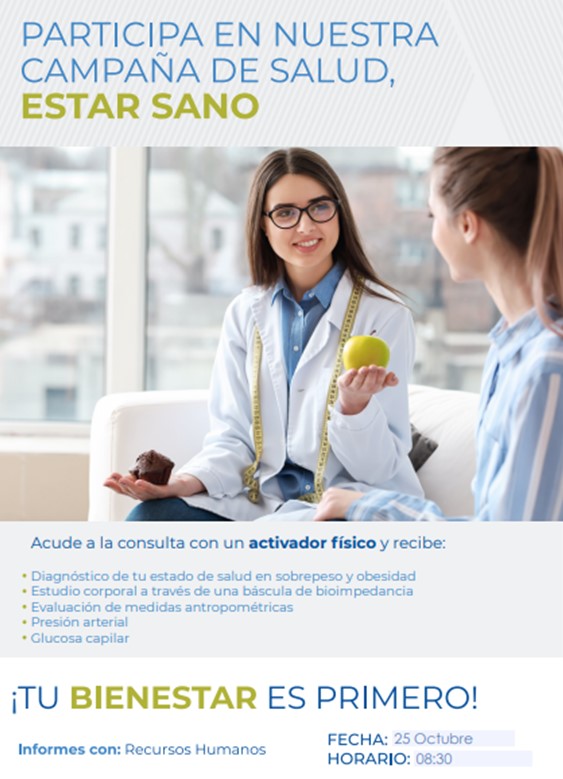 PARTICIPA EN NUESTRA
CAMPAÑA DE SALUD,
ESTAR SANO
Acude a la consulta con un activador físico y recibe:
• Diagnóstico de tu estado de salud en sobrepeso y obesidad
• Estudio corporal a través de una báscula de bioimpedancia
• Evaluación de medidas antropométricas
• Presión arterial
• Glucosa capilar
¡TU BIENESTAR ES PRIMERO!
Informes con: Recursos Humanos
FECHA: 25 Octubre
HORARIO: 08:30